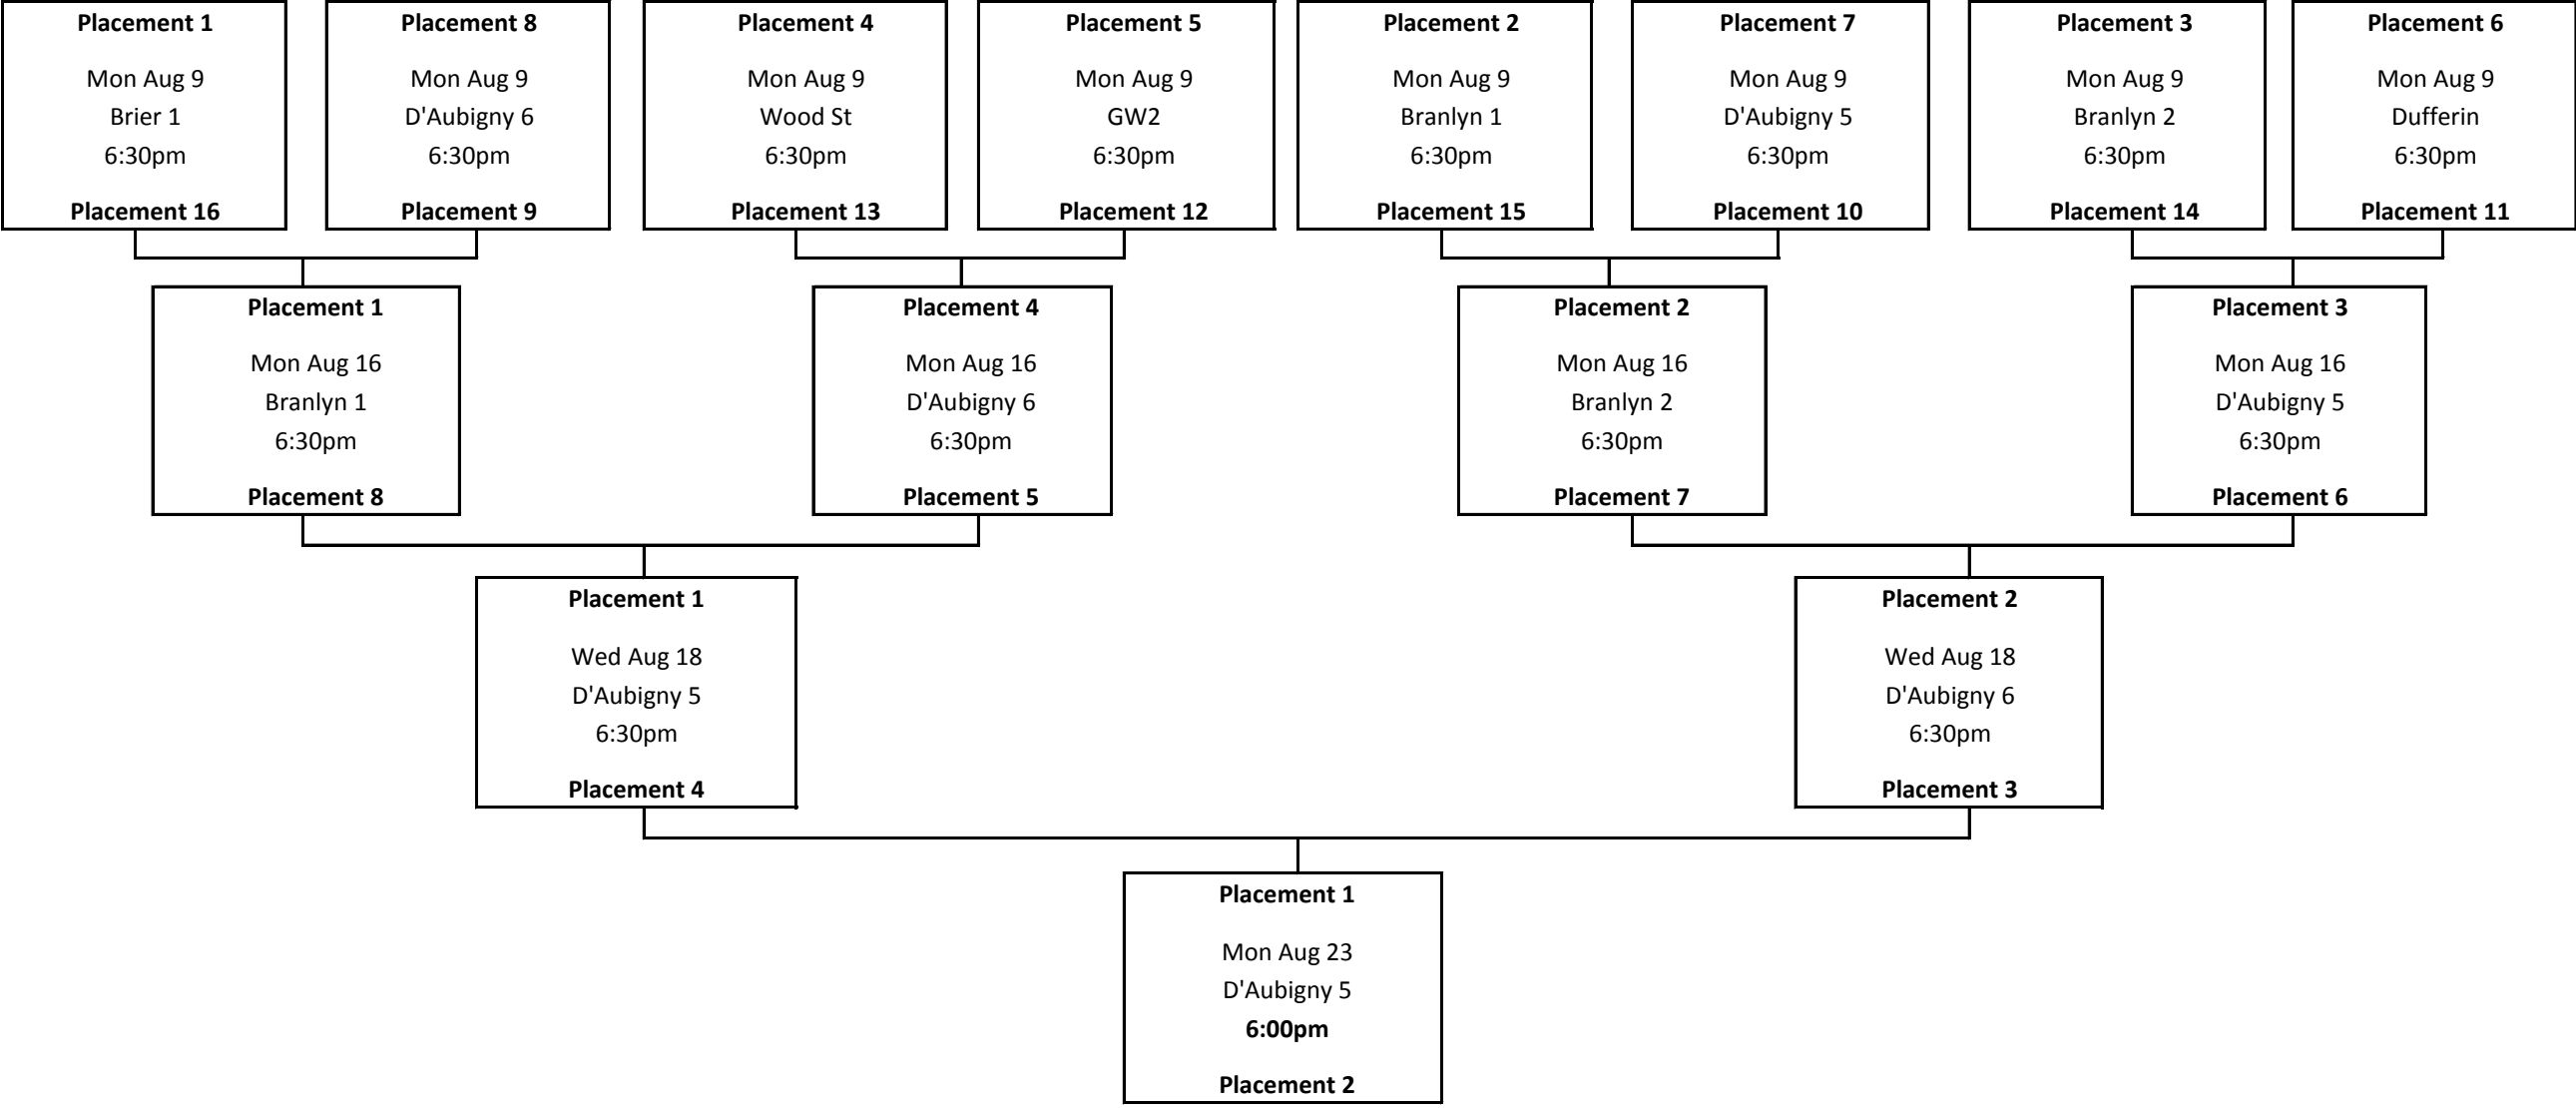 Placement 1
Mon Aug 9
Brier 1
6:30pm
Placement 16
Placement 8
Mon Aug 9
D'Aubigny 6
6:30pm
Placement 9
Placement 4
Mon Aug 9
Wood St
6:30pm
Placement 13
Placement 5
Mon Aug 9
GW2
6:30pm
Placement 12
Placement 2
Mon Aug 9
Branlyn 1
6:30pm
Placement 15
Placement 7
Mon Aug 9
D'Aubigny 5
6:30pm
Placement 10
Placement 3
Mon Aug 9
Branlyn 2
6:30pm
Placement 14
Placement 6
Mon Aug 9
Dufferin
6:30pm
Placement 11
Placement 1
Mon Aug 16
Branlyn 1
6:30pm
Placement 8
Placement 4
Mon Aug 16
D'Aubigny 6
6:30pm
Placement 5
Placement 2
Mon Aug 16
Branlyn 2
6:30pm
Placement 7
Placement 3
Mon Aug 16
D'Aubigny 5
6:30pm
Placement 6
Placement 1
Wed Aug 18
D'Aubigny 5
6:30pm
Placement 4
Placement 2
Wed Aug 18
D'Aubigny 6
6:30pm
Placement 3
Placement 1
Mon Aug 23
D'Aubigny 5
6:00pm
Placement 2